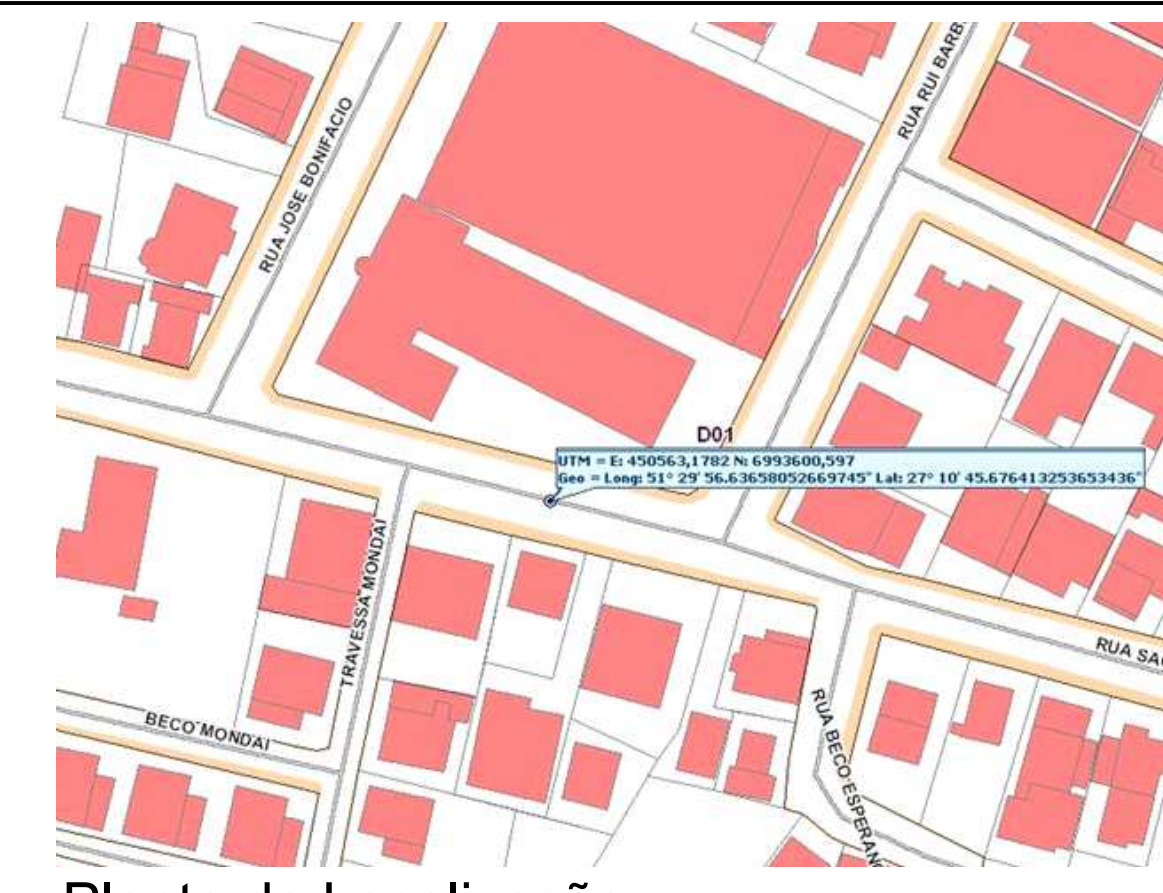 RUA RUI BARB
RUA JOSE BONIFACIO
D01
UTM = E: 450563,1782 N: 6993600,597
Geo = Long: 51° 29' 56.63658052669745" Lat: 27° 10' 45.676413253653436"
TRAVESSA MONDAI
RUA SA
BECO MONDAI
RUA BECO ESPERAN